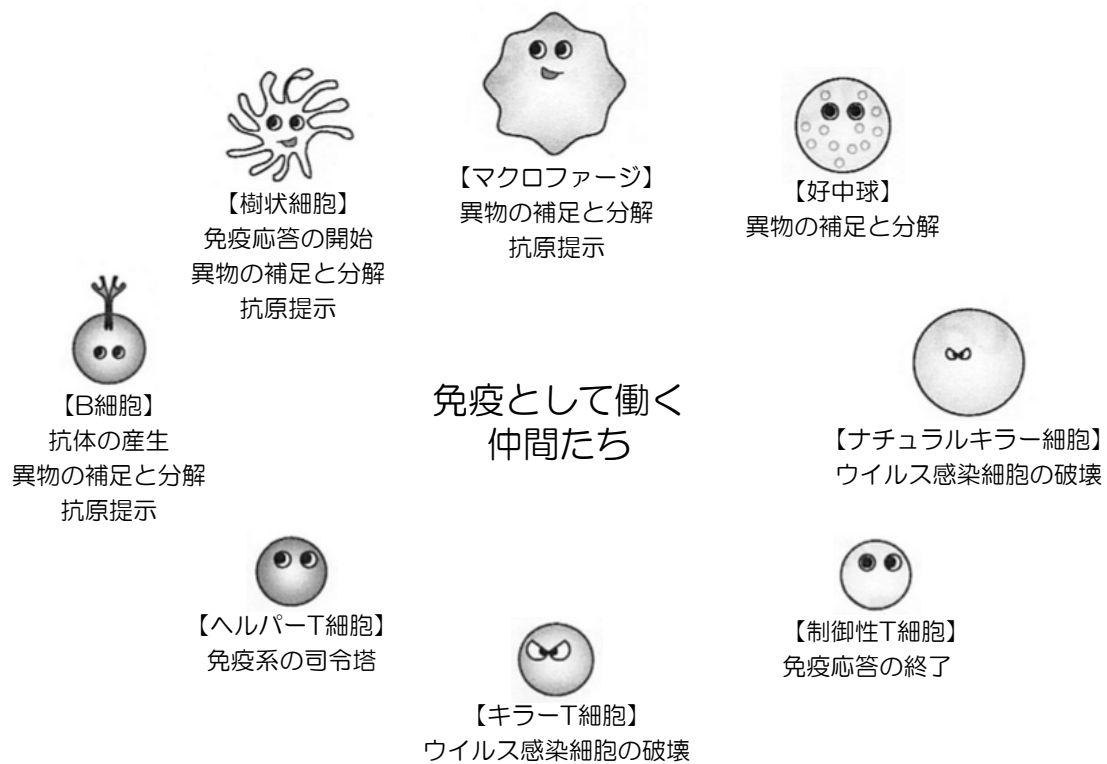 【マクロファージ】
異物の補足と分解
抗原提示
【樹状細胞】
免疫応答の開始
異物の補足と分解
抗原提示
【好中球】
異物の補足と分解
【B細胞】
抗体の産生
異物の補足と分解
抗原提示
免疫として働く
仲間たち
【ナチュラルキラー細胞】
ウイルス感染細胞の破壊
【ヘルパーT細胞】
免疫系の司令塔
【キラーT細胞】
ウイルス感染細胞の破壊
【制御性T細胞】
免疫応答の終了